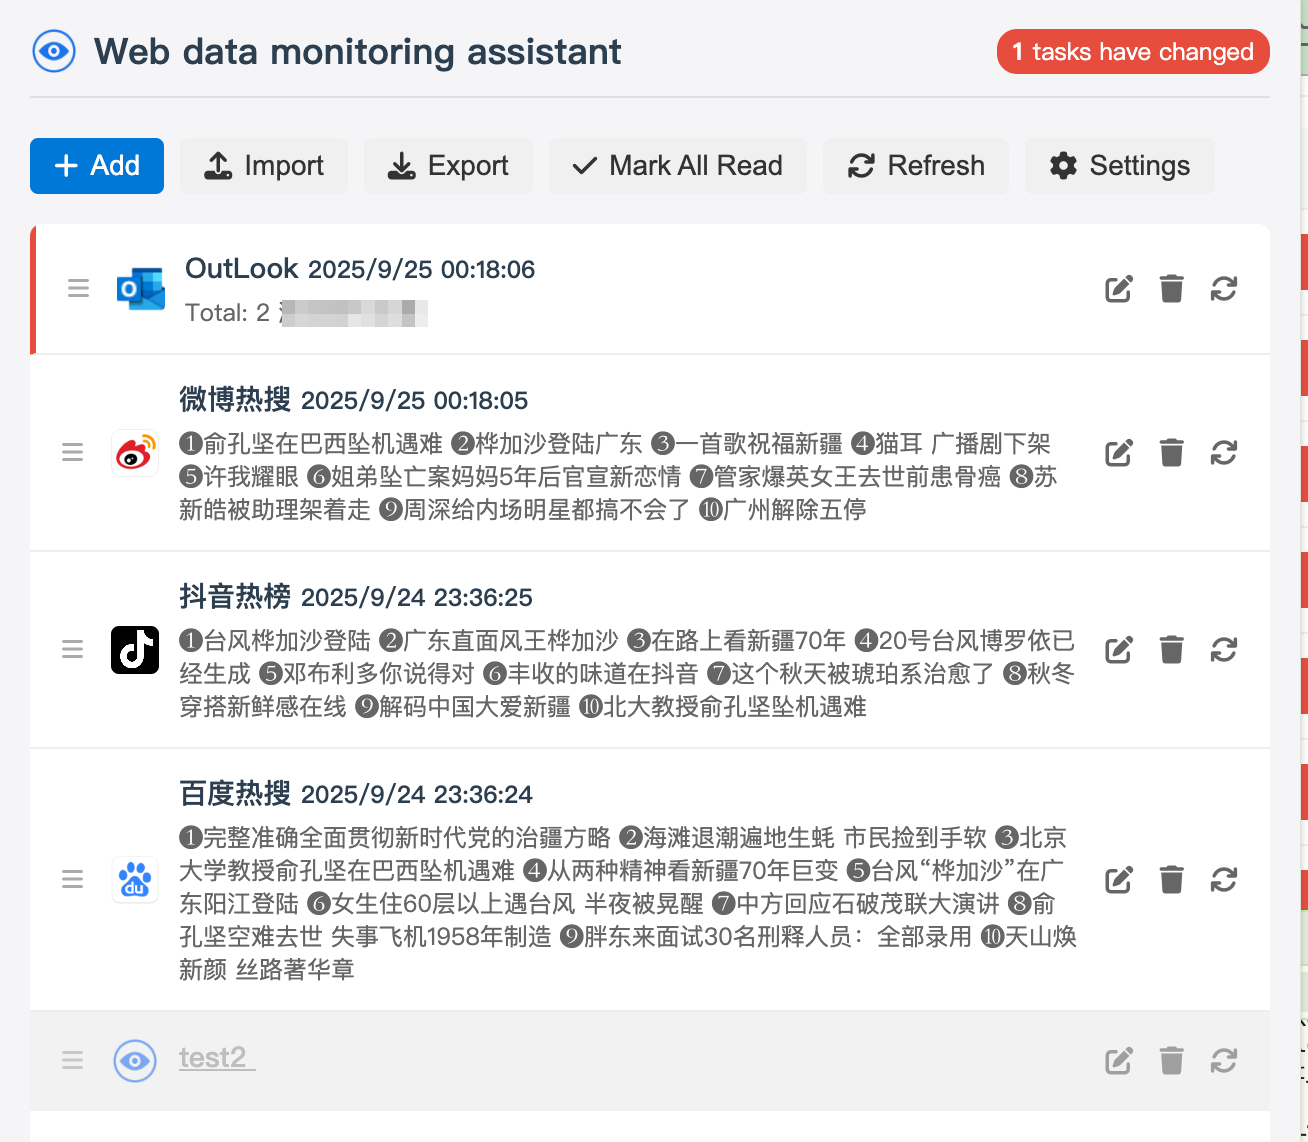 Web data monitoring assistant
1 tasks have changed
Add
Import
Export
Mark All Read
Refresh
Settings
OutLook 2025/9/25 00:18:06
Total: 2
微博热搜 2025/9/25 00:18:05
❶俞孔坚在巴西坠机遇难 ❷桦加沙登陆广东 ❸一首歌祝福新疆 ❹猫耳 广播剧下架
❺许我耀眼 ❻姐弟坠亡案妈妈5年后官宣新恋情 ❼管家爆英女王去世前患骨癌 ❽苏
新皓被助理架着走 ❾周深给内场明星都搞不会了 ❿广州解除五停
抖音热榜 2025/9/24 23:36:25
❶台风桦加沙登陆 ❷广东直面风王桦加沙 ❸在路上看新疆70年 ❹20号台风博罗依已
经生成 ❺邓布利多你说得对 ❻丰收的味道在抖音 ❼这个秋天被琥珀系治愈了 ❽秋冬
穿搭新鲜感在线 ❾解码中国大爱新疆 ❿北大教授俞孔坚坠机遇难
百度热搜 2025/9/24 23:36:24
❶完整准确全面贯彻新时代党的治疆方略 ❷海滩退潮遍地生蚝 市民捡到手软 ❸北京
大学教授俞孔坚在巴西坠机遇难 ❹从两种精神看新疆70年巨变 ❺台风“桦加沙”在广
东阳江登陆 ❻女生住60层以上遇台风 半夜被晃醒 ❼中方回应石破茂联大演讲 ❽俞
孔坚空难去世 失事飞机1958年制造 ❾胖东来面试30名刑释人员：全部录用 ❿天山焕
新颜 丝路著华章
du
test2